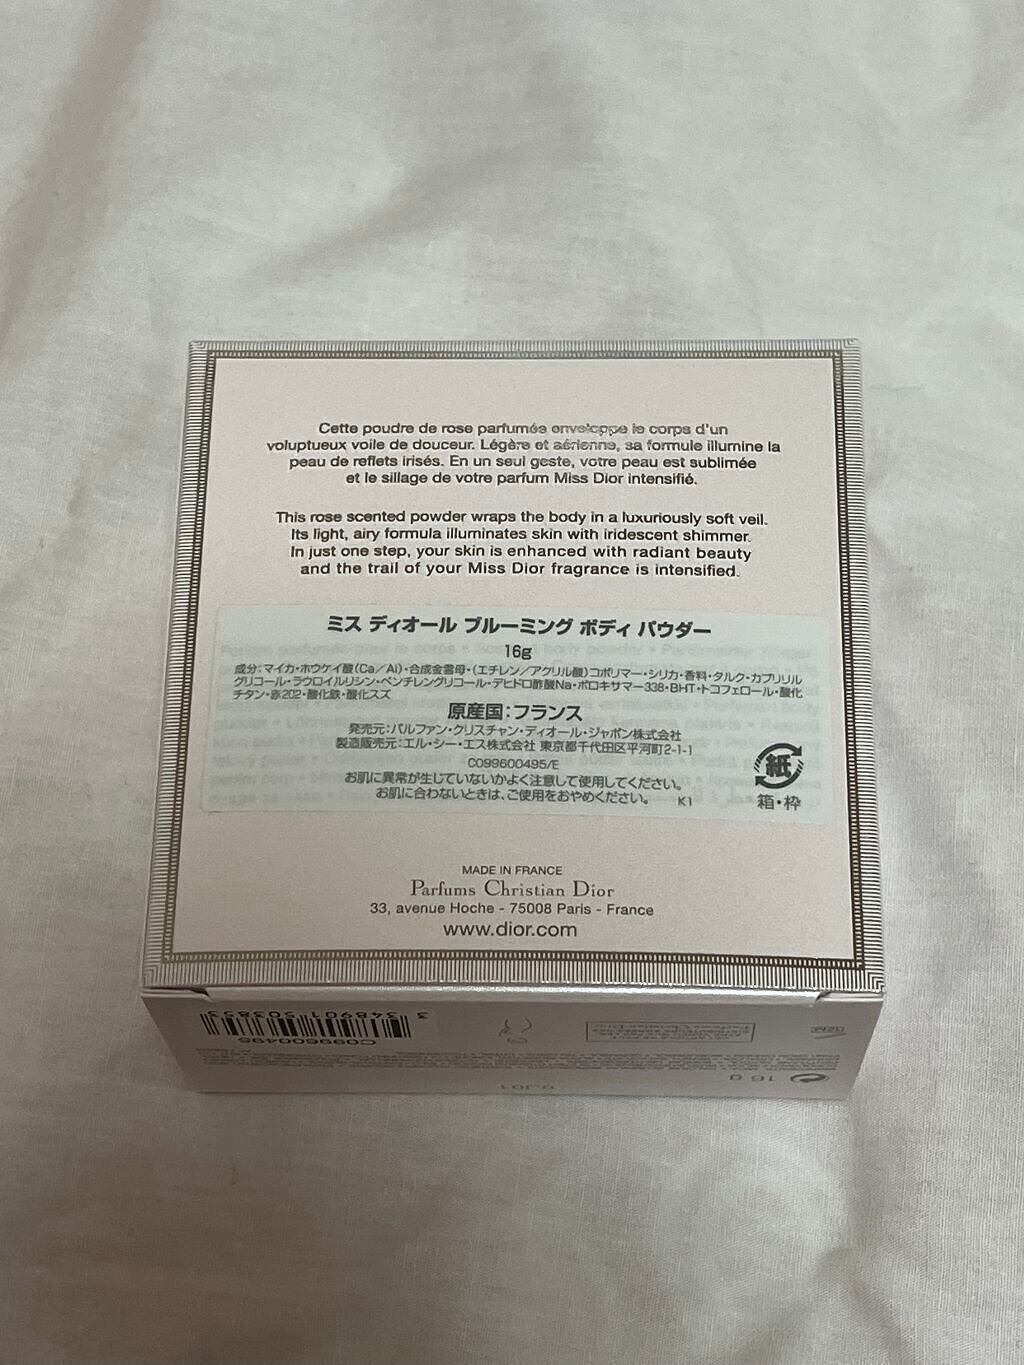 Cette poudre de rose parfumée enveloppe le corps d'un
voluptueux voile de douceur. Légère et aérienne, sa formule illumine la
peau de reflets irisés. En un seul geste, votre peau est sublimée
et le sillage de votre parfum Miss Dior intensifié.
This rose scented powder wraps the body in a luxuriously soft veil.
Its light, airy formula illuminates skin with iridescent shimmer.
In just one step, your skin is enhanced with radiant beauty
and the trail of your Miss Dior fragrance is intensified.
ミス ディオール ブルーミング ボディ パウダー
16g
成分:マイカ・ホウケイ酸(Ca/Al)・合成金雲母・(エチレン/アクリル酸)コポリマー・シリカ・香料・タルク・カプリリル
グリコール・ラウロイルリシン・ペンチレングリコール・デヒドロ酢酸Na・ポロキサマー338・BHT・トコフェロール・酸化
チタン・赤202・酸化鉄・酸化スズ
原産国:フランス
発売元:パルファン・クリスチャン・ディオール・ジャポン株式会社
製造販売元:エル・シー・エス株式会社 東京都千代田区平河町2-1-1
C099600495/E
お肌に異常が生じていないかよく注意して使用してください。
お肌に合わないときは、ご使用をおやめください。 K1
紙
箱・枠
MADE IN FRANCE
Parfums Christian Dior
33, avenue Hoche - 75008 Paris - France
www.dior.com
3 348901 503853
C099600495
12M
16 g